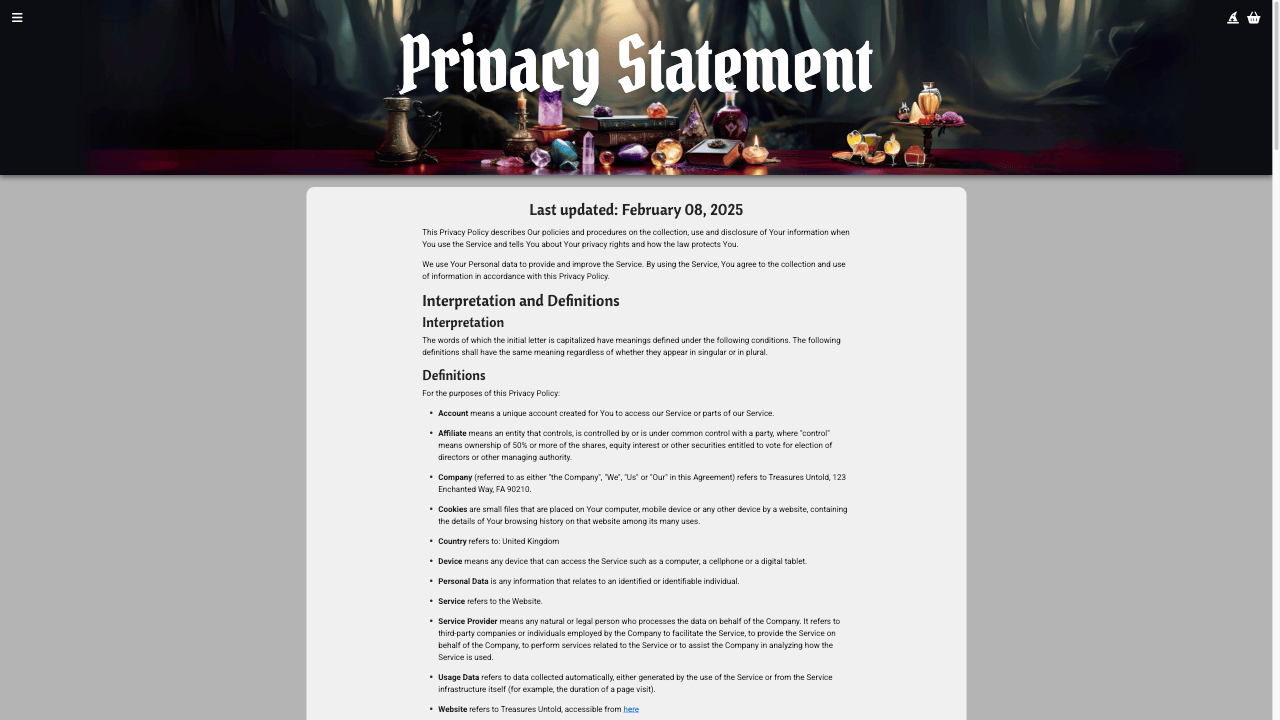 Privacy Statement
Last updated: February 08, 2025
This Privacy Policy describes Our policies and procedures on the collection, use and disclosure of Your information when
You use the Service and tells You about Your privacy rights and how the law protects You.
We use Your Personal data to provide and improve the Service. By using the Service, You agree to the collection and use
of information in accordance with this Privacy Policy.
Interpretation and Definitions
Interpretation
The words of which the initial letter is capitalized have meanings defined under the following conditions. The following
definitions shall have the same meaning regardless of whether they appear in singular or in plural.
Definitions
For the purposes of this Privacy Policy:
• Account means a unique account created for You to access our Service or parts of our Service.
• Affiliate means an entity that controls, is controlled by or is under common control with a party, where "control"
means ownership of 50% or more of the shares, equity interest or other securities entitled to vote for election of
directors or other managing authority.
• Company (referred to as either "the Company", "We", "Us" or "Our" in this Agreement) refers to Treasures Untold, 123
Enchanted Way, FA 90210.
• Cookies are small files that are placed on Your computer, mobile device or any other device by a website, containing
the details of Your browsing history on that website among its many uses.
• Country refers to: United Kingdom
• Device means any device that can access the Service such as a computer, a cellphone or a digital tablet.
• Personal Data is any information that relates to an identified or identifiable individual.
• Service refers to the Website.
• Service Provider means any natural or legal person who processes the data on behalf of the Company. It refers to
third-party companies or individuals employed by the Company to facilitate the Service, to provide the Service on
behalf of the Company, to perform services related to the Service or to assist the Company in analyzing how the
Service is used.
• Usage Data refers to data collected automatically, either generated by the use of the Service or from the Service
infrastructure itself (for example, the duration of a page visit).
• Website refers to Treasures Untold, accessible from here